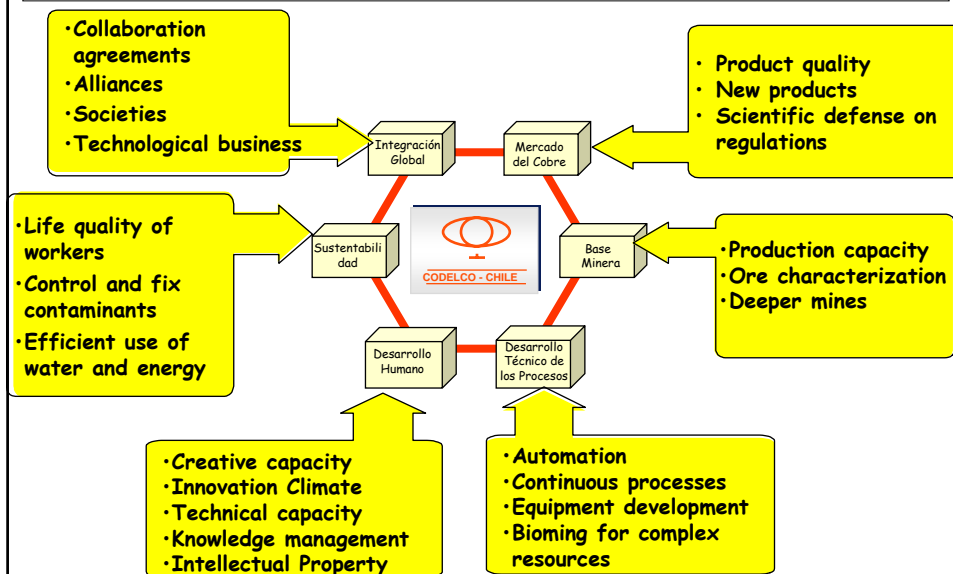 •Collaboration
agreements
•Alliances
•Societies
•Technological business
• Product quality
• New products
• Scientific defense on
regulations
Integración
Global
Mercado
del Cobre
•Life quality of
workers
•Control and fix
contaminants
•Efficient use of
water and energy
Sustentabili
dad
CODELCO - CHILE
Base
Minera
•Production capacity
•Ore characterization
•Deeper mines
Desarrollo
Humano
Desarrollo
Técnico de
los Procesos
•Creative capacity
•Innovation Climate
•Technical capacity
•Knowledge management
•Intellectual Property
•Automation
•Continuous processes
•Equipment development
•Bioming for complex
resources